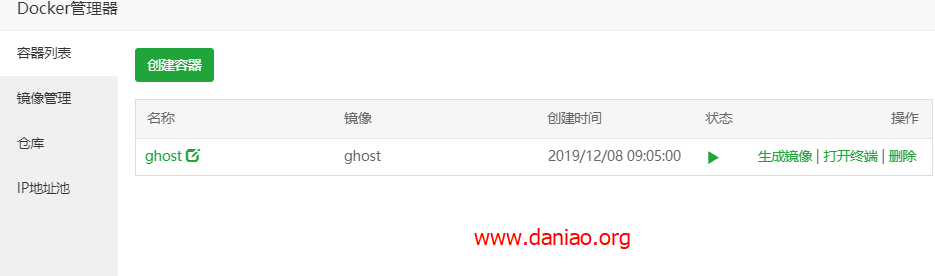 Docker管理器
容器列表
镜像管理
仓库
IP地址池
创建容器
名称 镜像 创建时间 状态 操作
ghost ghost 2019/12/08 09:05:00 生成镜像 | 打开终端 | 删除
www.daniao.org